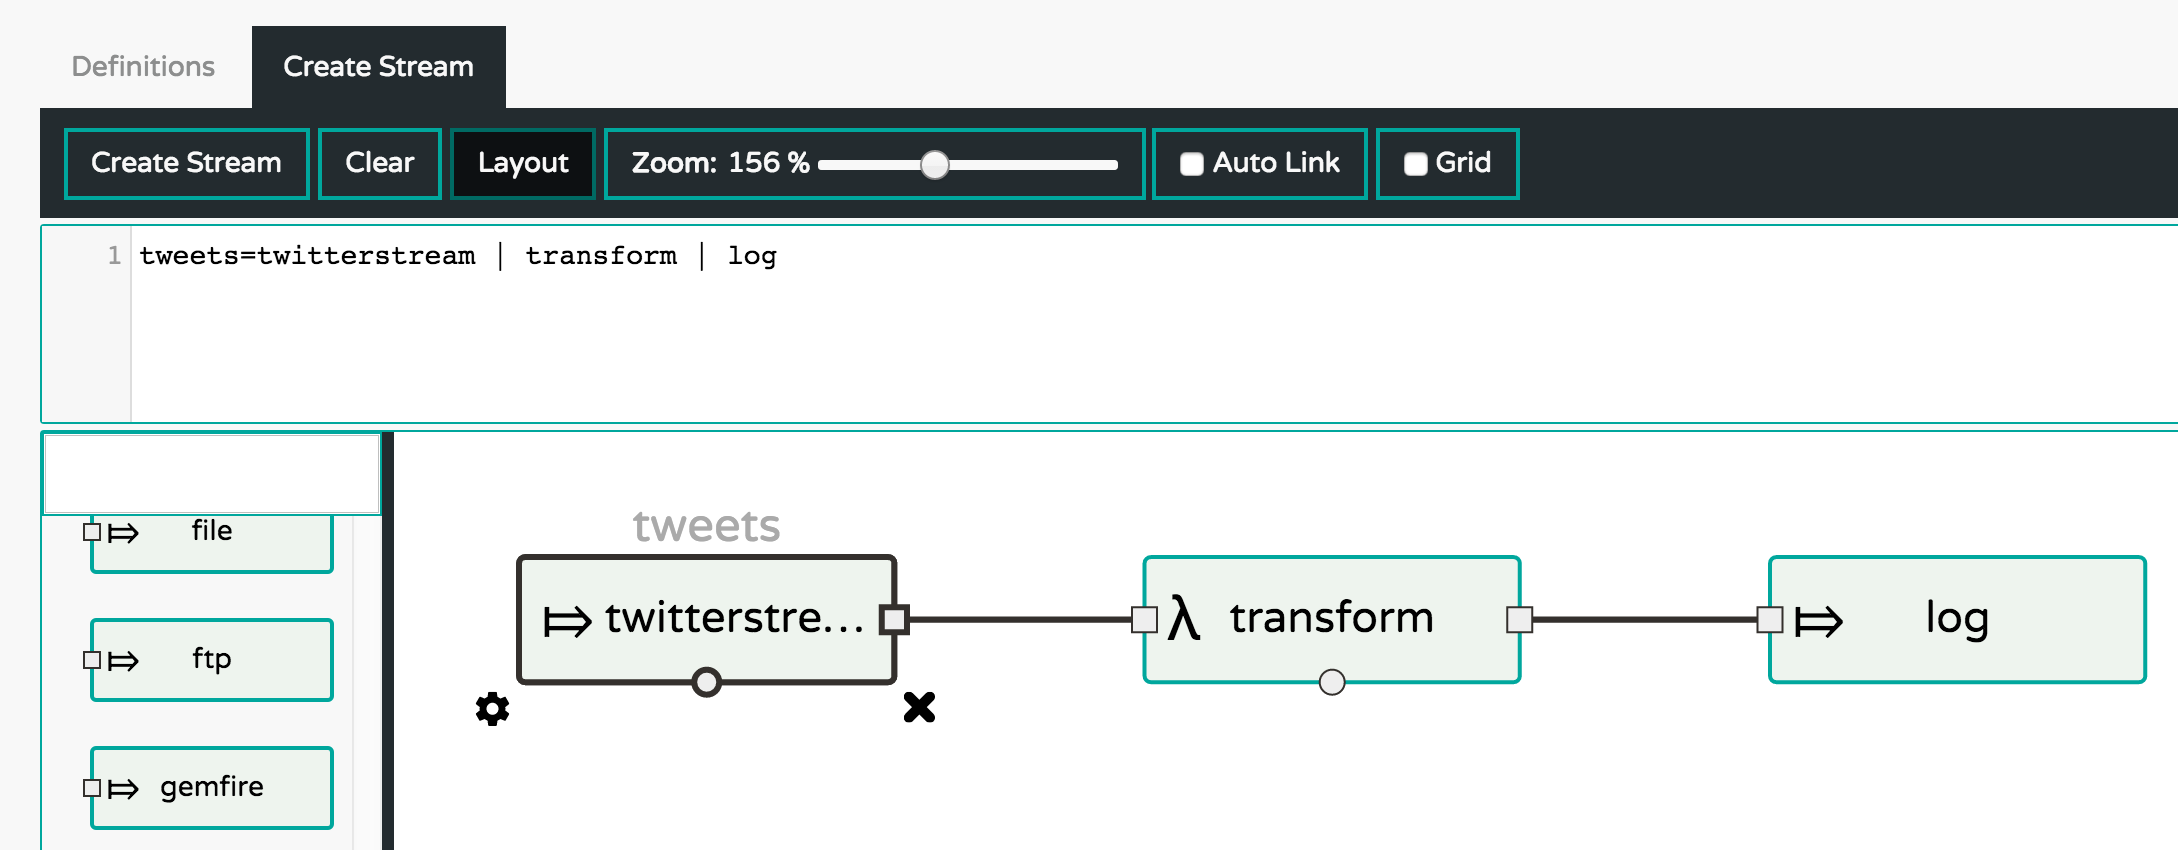 Definitions
Create Stream
Create Stream
Clear
Layout
Zoom: 156 %
Auto Link
Grid
1 tweets=twitterstream | transform | log
file
ftp
gemfire
tweets
twitterstre...
λ transform
log